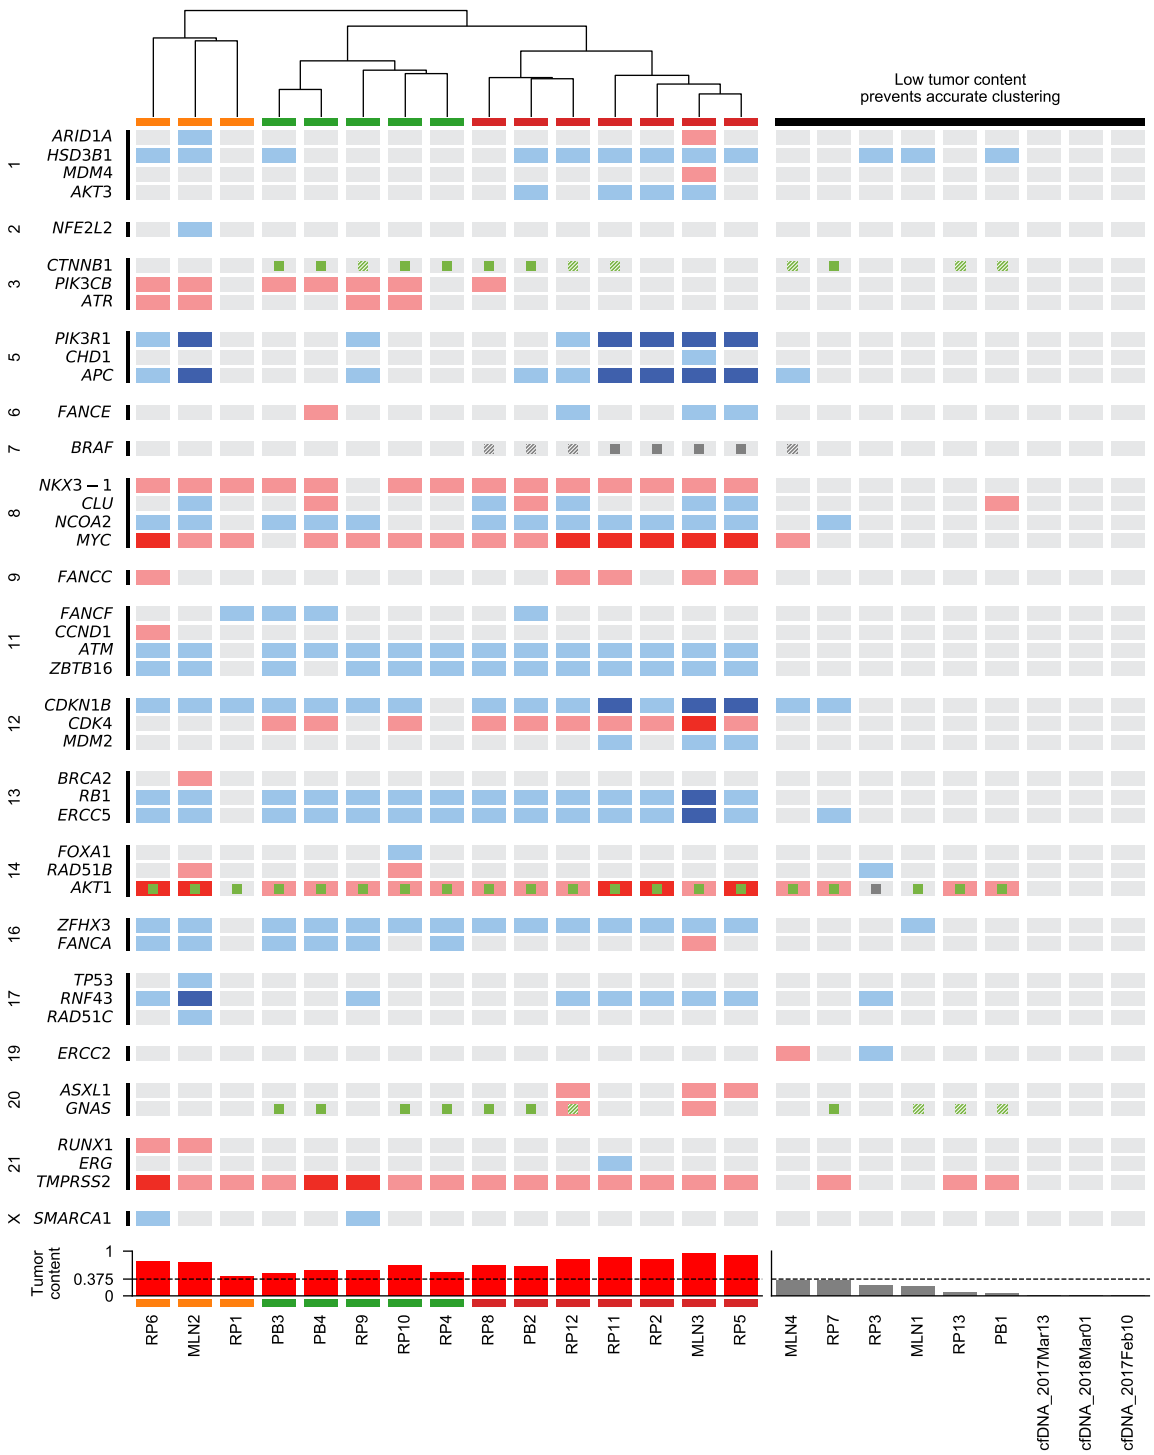 Low tumor content
prevents accurate clustering
1
ARID1A
HSD3B1
MDM4
AKT3
2
NFE2L2
3
CTNNB1
PIK3CB
ATR
5
PIK3R1
CHD1
APC
6
FANCE
7
BRAF
8
NKX3−1
CLU
NCOA2
MYC
9
FANCC
11
FANCF
CCND1
ATM
ZBTB16
12
CDKN1B
CDK4
MDM2
13
BRCA2
RB1
ERCC5
14
FOXA1
RAD51B
AKT1
16
ZFHX3
FANCA
17
TP53
RNF43
RAD51C
19
ERCC2
20
ASXL1
GNAS
21
RUNX1
ERG
TMPRSS2
X
SMARCA1
Tumor
content
1
0.375
0
RP6
MLN2
RP1
PB3
PB4
RP9
RP10
RP4
RP8
PB2
RP12
RP11
RP2
MLN3
RP5
MLN4
RP7
RP3
MLN1
RP13
PB1
cfDNA_2017Mar13
cfDNA_2018Mar01
cfDNA_2017Feb10